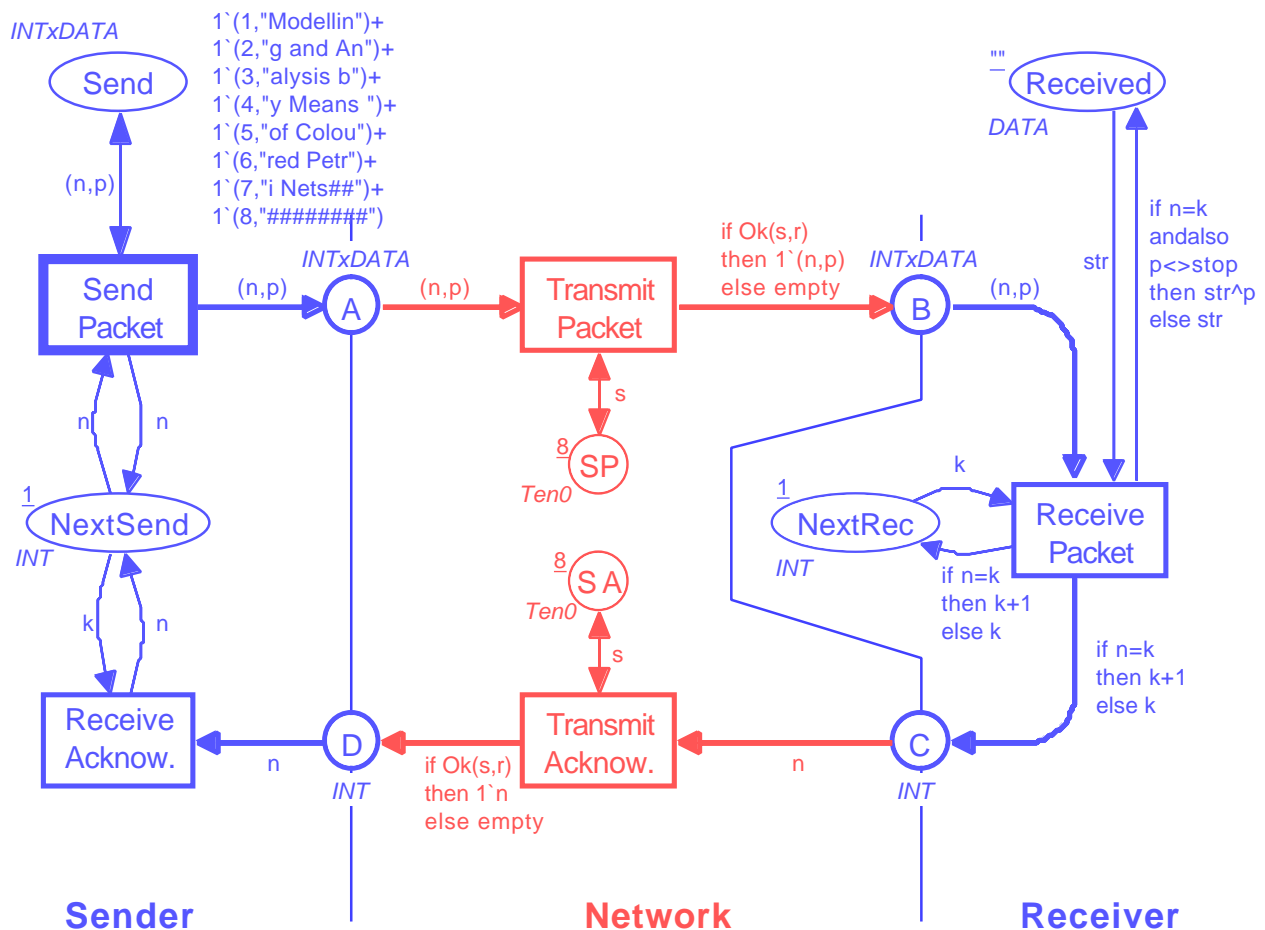 INTxDATA
Send
1`(1,"Modellin")+
1`(2,"g and An")+
1`(3,"alysis b")+
1`(4,"y Means ")+
1`(5,"of Colou")+
1`(6,"red Petr")+
1`(7,"i Nets##")+
1`(8,"########")
""
Received
DATA
(n,p)
Send
Packet
(n,p)
INTxDATA
A
(n,p)
Transmit
Packet
if Ok(s,r)
then 1`(n,p)
else empty
INTxDATA
B
(n,p)
str
if n=k
andalso
p<>stop
then str^p
else str
n
n
s
8
SP
Ten0
1
NextSend
INT
8
SA
Ten0
s
1
NextRec
INT
k
if n=k
then k+1
else k
Receive
Packet
if n=k
then k+1
else k
k
n
Receive
Acknow.
n
D
INT
if Ok(s,r)
then 1`n
else empty
Transmit
Acknow.
n
C
INT
Sender
Network
Receiver